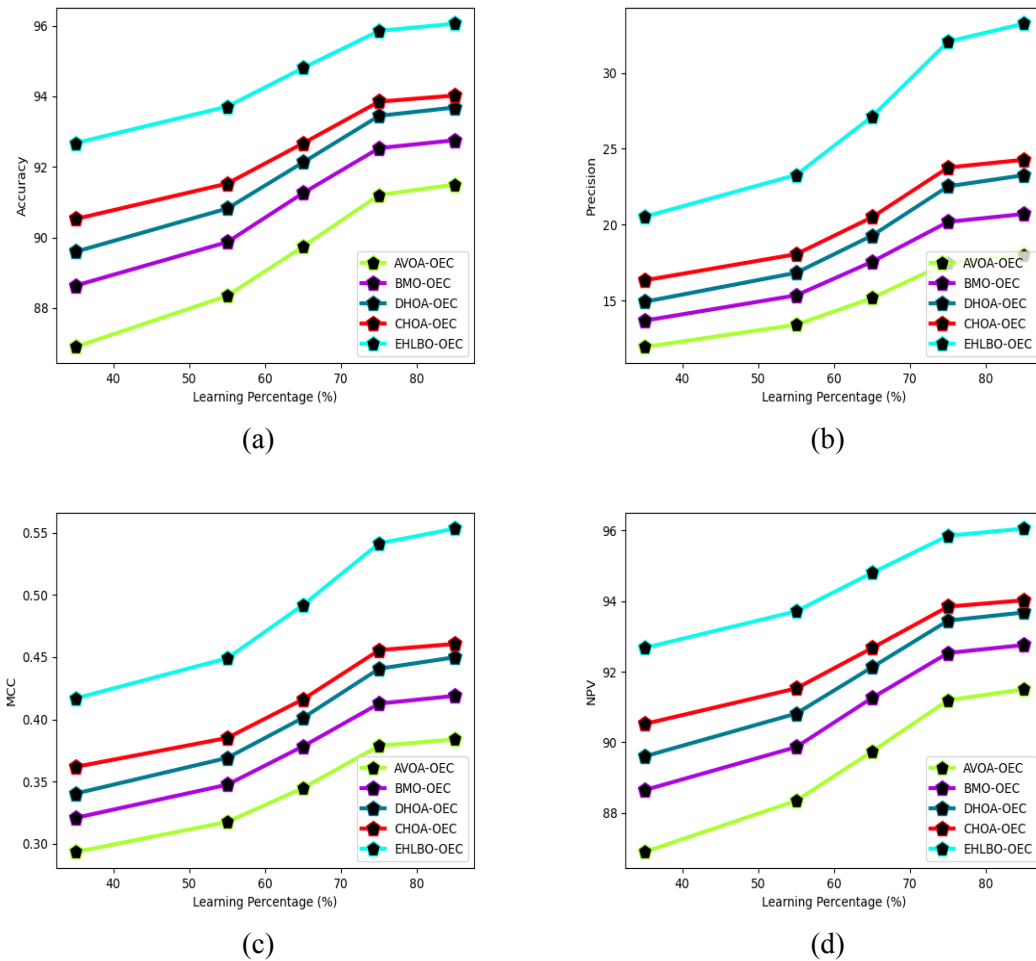 96
94
92
90
88
Accuracy
40 50 60 70 80
Learning Percentage (%)
AVOA-OEC
BMO-OEC
DHOA-OEC
CHOA-OEC
EHLBO-OEC
(a)
30
25
20
15
Precision
40 50 60 70 80
Learning Percentage (%)
AVOA-OEC
BMO-OEC
DHOA-OEC
CHOA-OEC
EHLBO-OEC
(b)
0.55
0.50
0.45
0.40
0.35
0.30
MCC
40 50 60 70 80
Learning Percentage (%)
AVOA-OEC
BMO-OEC
DHOA-OEC
CHOA-OEC
EHLBO-OEC
(c)
96
94
92
90
88
NPV
40 50 60 70 80
Learning Percentage (%)
AVOA-OEC
BMO-OEC
DHOA-OEC
CHOA-OEC
EHLBO-OEC
(d)